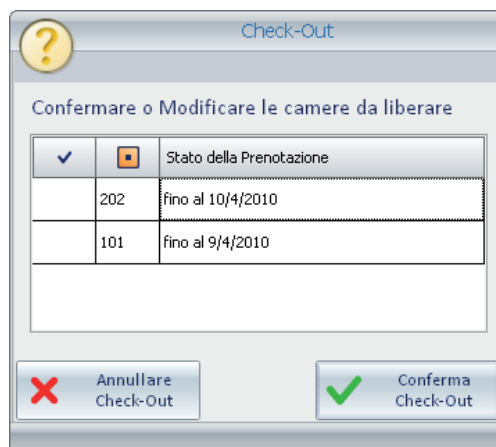 Check-Out
Confermare o Modificare le camere da liberare
Stato della Prenotazione
202 fino al 10/4/2010
101 fino al 9/4/2010
Annullare
Check-Out
Conferma
Check-Out